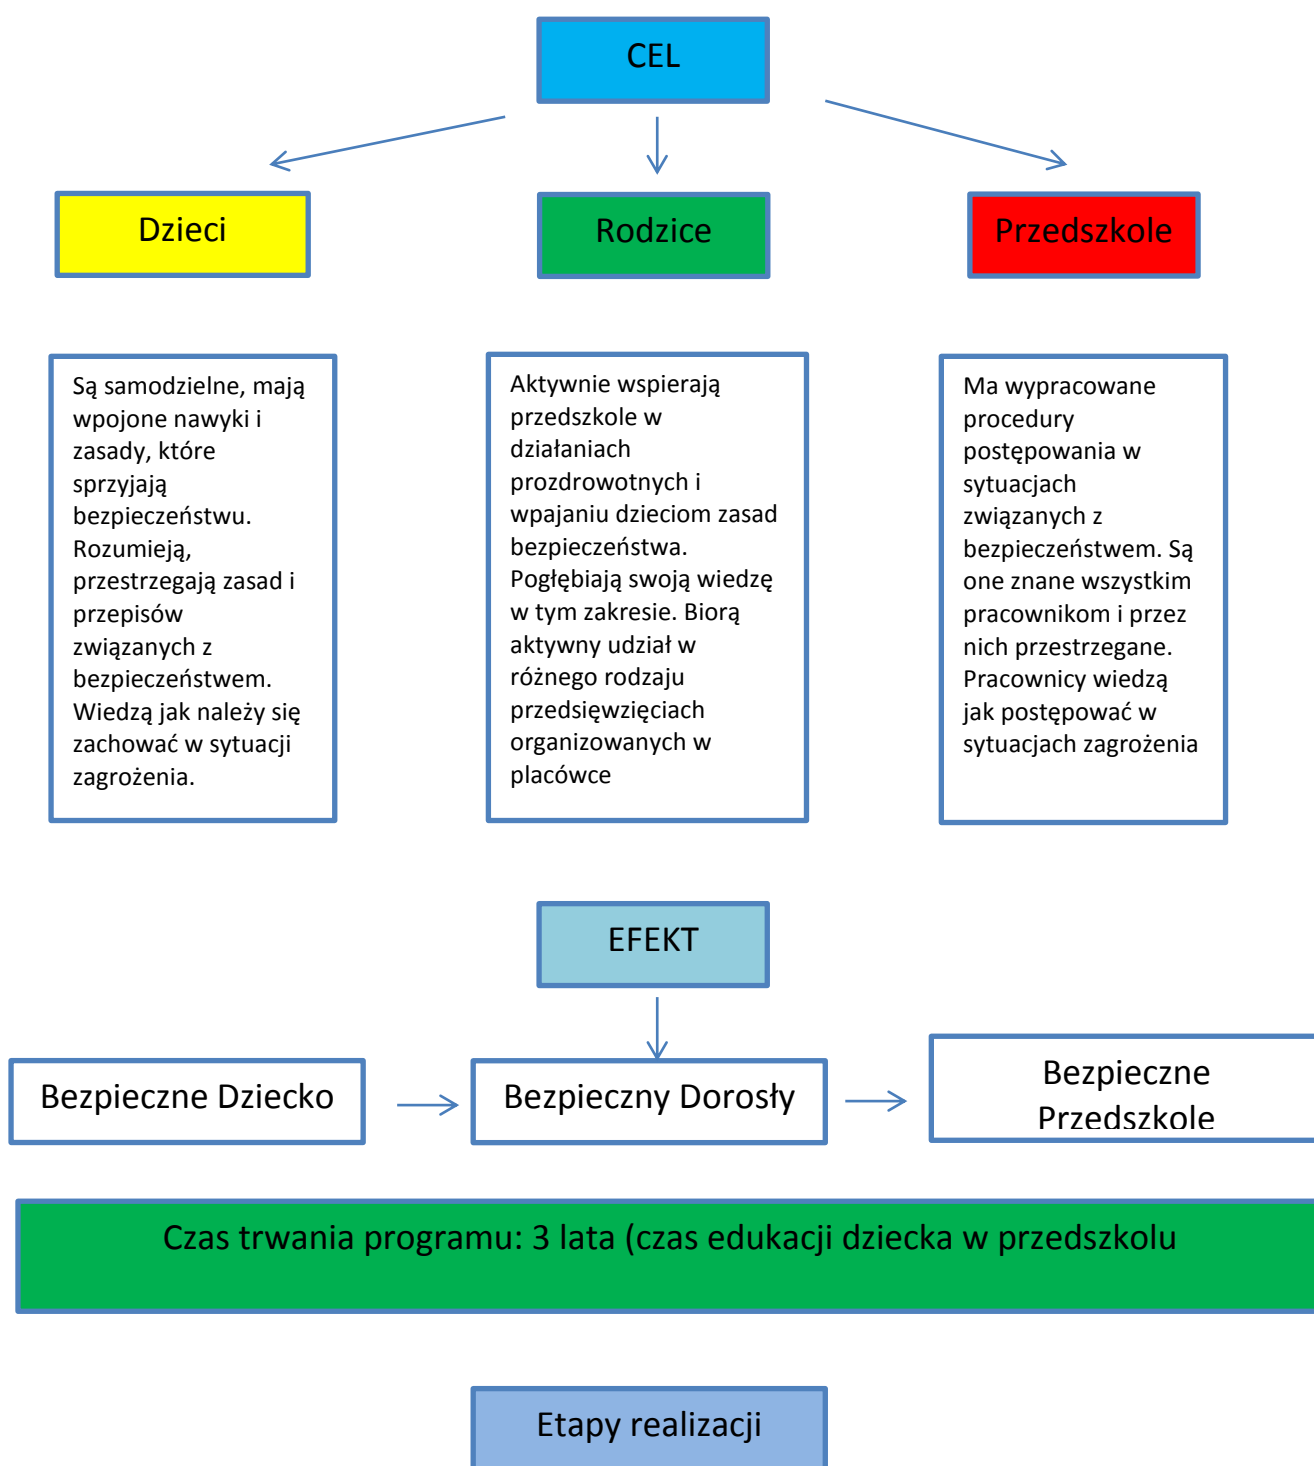 CEL
Dzieci
Rodzice
Przedszkole
Są samodzielne, mają
wpojone nawyki i
zasady, które
sprzyjają
bezpieczeństwu.
Rozumieją,
przestrzegają zasad i
przepisów
związanych z
bezpieczeństwem.
Wiedzą jak należy się
zachować w sytuacji
zagrożenia.
Aktywnie wspierają
przedszkole w
działaniach
prozdrowotnych i
wpajaniu dzieciom zasad
bezpieczeństwa.
Pogłębiają swoją wiedzę
w tym zakresie. Biorą
aktywny udział w
różnego rodzaju
przedsięwzięciach
organizowanych w
placówce
Ma wypracowane
procedury
postępowania w
sytuacjach
związanych z
bezpieczeństwem. Są
one znane wszystkim
pracownikom i przez
nich przestrzegane.
Pracownicy wiedzą
jak postępować w
sytuacjach zagrożenia
EFEKT
Bezpieczne Dziecko
Bezpieczny Dorosły
Bezpieczne
Przedszkole
Czas trwania programu: 3 lata (czas edukacji dziecka w przedszkolu
Etapy realizacji